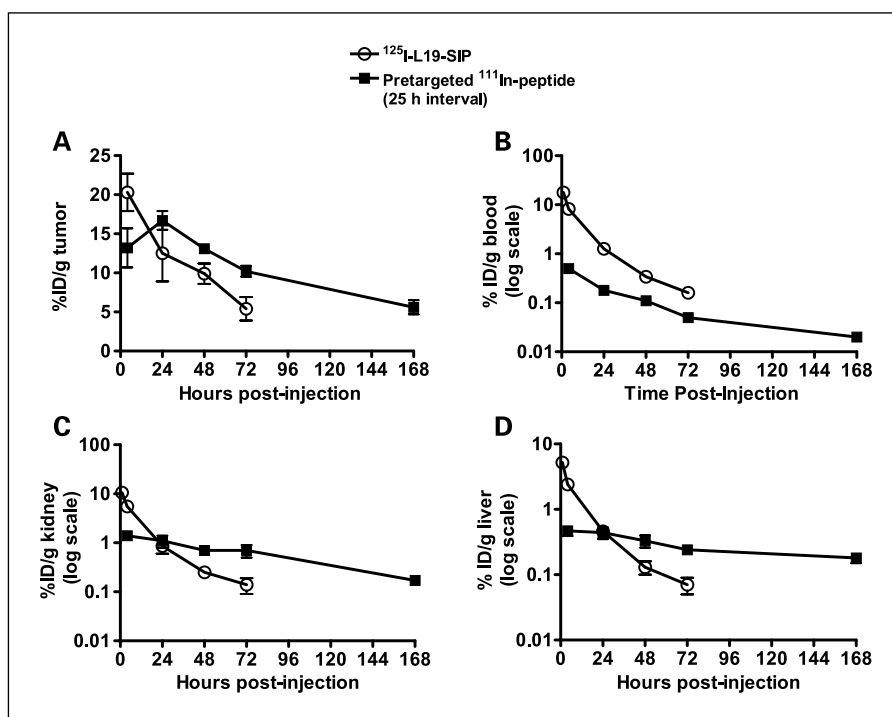 ¹²⁵I-L19-SIP
Pretargeted ¹¹¹In-peptide
(25 h interval)
A
%ID/g tumor
25
20
15
10
5
0
0 24 48 72 96 120 144 168
Hours post-injection
B
% ID/g blood
(log scale)
100
10
1
0.1
0.01
0 24 48 72 96 120 144 168
Time Post-Injection
C
%ID/g kidney
(log scale)
100
10
1
0.1
0.01
0 24 48 72 96 120 144 168
Hours post-injection
D
% ID/g liver
(log scale)
10
1
0.1
0.01
0 24 48 72 96 120 144 168
Hours post-injection